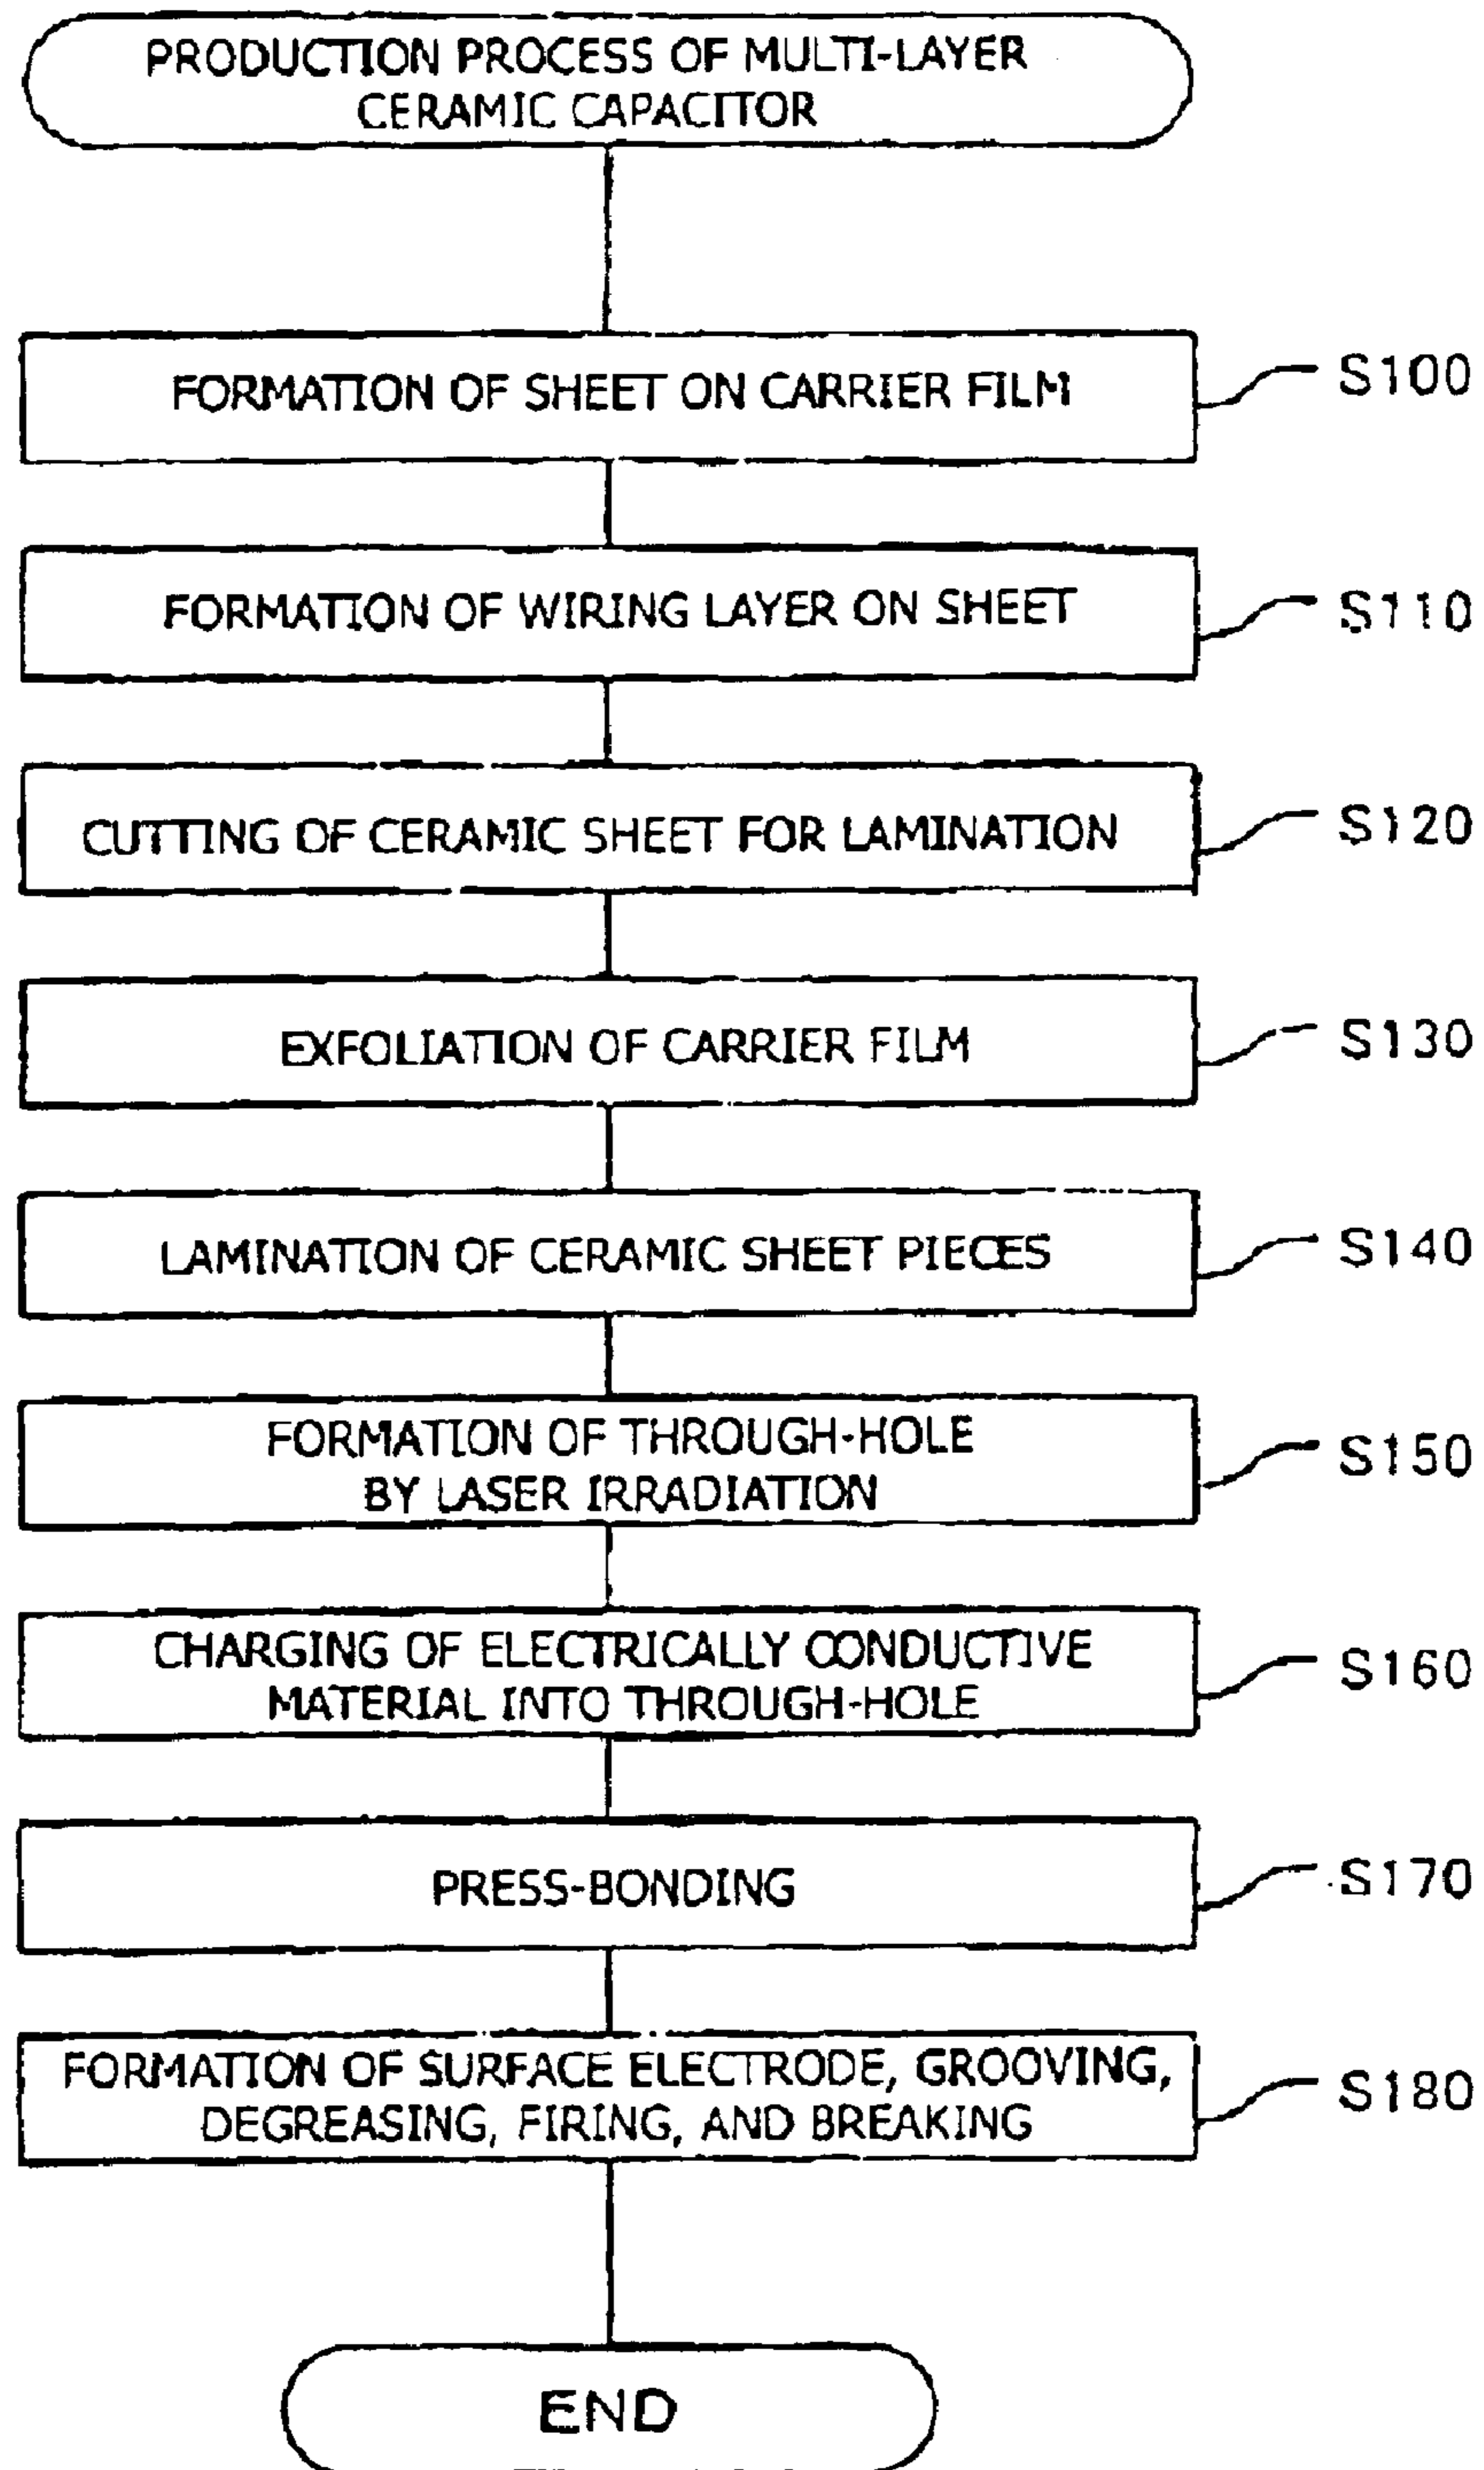 PRODUCTION PROCESS OF MULTI-LAYER
CERAMIC CAPACITOR
FORMATION OF SHEET ON CARRIER FILM
S100
FORMATION OF WIRING LAYER ON SHEET
S110
CUTTING OF CERAMIC SHEET FOR LAMINATION
S120
EXFOLIATION OF CARRIER FILM
S130
LAMINATION OF CERAMIC SHEET PIECES
S140
FORMATION OF THROUGH-HOLE
BY LASER IRRADIATION
S150
CHARGING OF ELECTRICALLY CONDUCTIVE
MATERIAL INTO THROUGH-HOLE
S160
PRESS-BONDING
S170
FORMATION OF SURFACE ELECTRODE, GROOVING,
DEGREASING, FIRING, AND BREAKING
S180
END